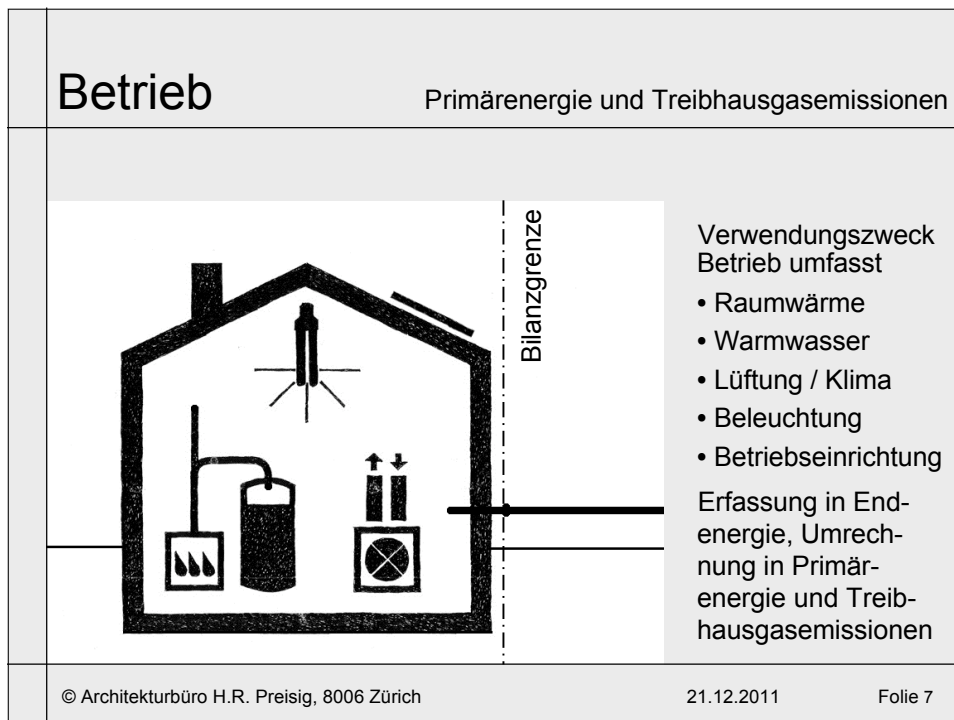 Betrieb
Primärenergie und Treibhausgasemissionen
Bilanzgrenze
Verwendungszweck
Betrieb umfasst
• Raumwärme
• Warmwasser
• Lüftung / Klima
• Beleuchtung
• Betriebseinrichtung
Erfassung in End-
energie, Umrech-
nung in Primär-
energie und Treib-
hausgasemissionen
© Architekturbüro H.R. Preisig, 8006 Zürich
21.12.2011
Folie 7